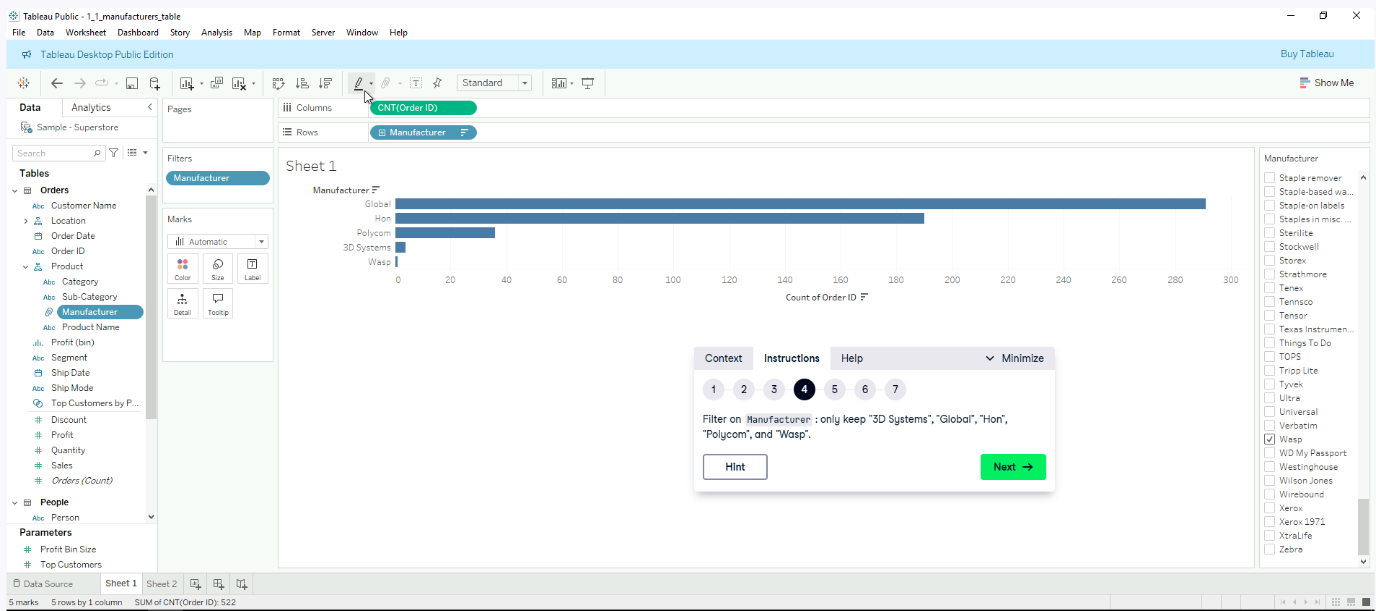 Tableau Public - 1_1_manufacturers_table
File Data Worksheet Dashboard Story Analysis Map Format Server Window Help
Tableau Desktop Public Edition
Buy Tableau
Standard
Show Me
Data
Analytics
Sample - Superstore
Search
Tables
Orders
Abc Customer Name
Location
Order Date
Abc Order ID
Product
Abc Category
Abc Sub-Category
Manufacturer
Abc Product Name
Profit (bin)
Abc Segment
Ship Date
Abc Ship Mode
Top Customers by P...
# Discount
# Profit
# Quantity
# Sales
# Orders (Count)
People
Abc Person
Parameters
# Profit Bin Size
# Top Customers
Pages
Filters
Manufacturer
Marks
Automatic
Color Size Label
Detail Tooltip
Columns
CNT(Order ID)
Rows
Manufacturer
Sheet 1
Manufacturer
Global
Hon
Polycom
3D Systems
Wasp
0 20 40 60 80 100 120 140 160 180 200 220 240 260 280 300
Count of Order ID
Context
Instructions
Help
Minimize
1 2 3 4 5 6 7
Filter on Manufacturer : only keep "3D Systems", "Global", "Hon",
"Polycom", and "Wasp".
Hint
Next →
Manufacturer
Staple remover
Staple-based wa...
Staple-on labels
Staples in misc. ...
Sterilite
Stockwell
Storex
Strathmore
Tenex
Tennsco
Tensor
Texas Instrumen...
Things To Do
TOPS
Tripp Lite
Tyvek
Ultra
Universal
Verbatim
Wasp
WD My Passport
Westinghouse
Wilson Jones
Wirebound
Xerox
Xerox 1971
XtraLife
Zebra
Data Source
Sheet 1
Sheet 2
5 marks 5 rows by 1 column SUM of CNT(Order ID): 522